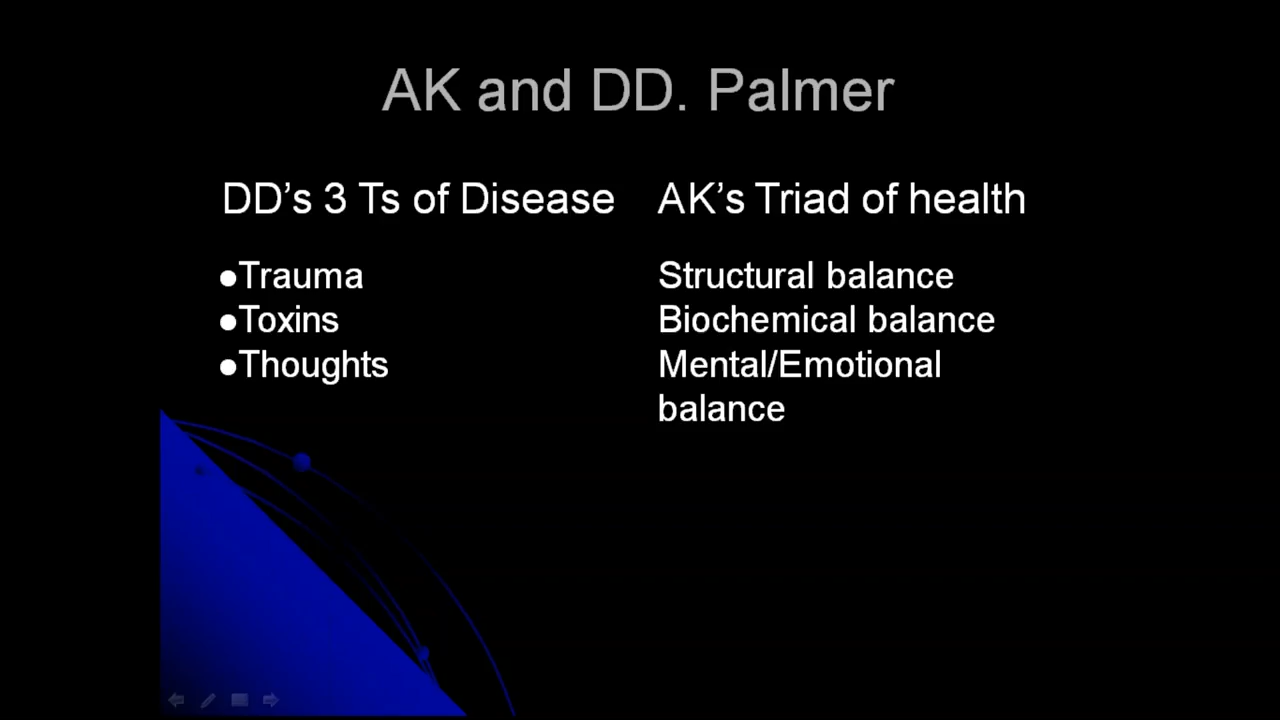 AK and DD. Palmer
DD's 3 Ts of Disease
●Trauma
●Toxins
●Thoughts
AK's Triad of health
Structural balance
Biochemical balance
Mental/Emotional
balance